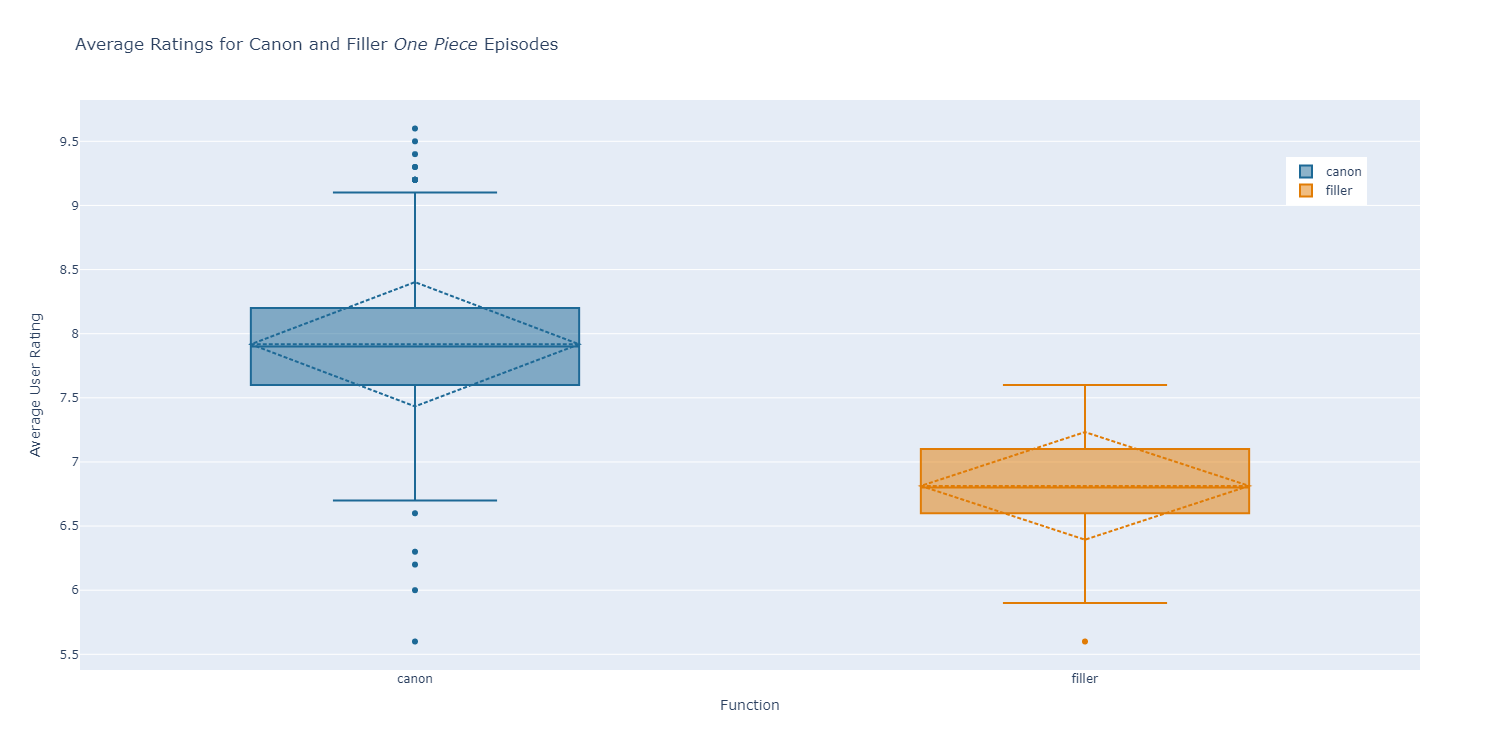 Average Ratings for Canon and Filler One Piece Episodes
9.5
9
8.5
8
7.5
7
6.5
6
5.5
Average User Rating
canon
filler
canon
filler
Function